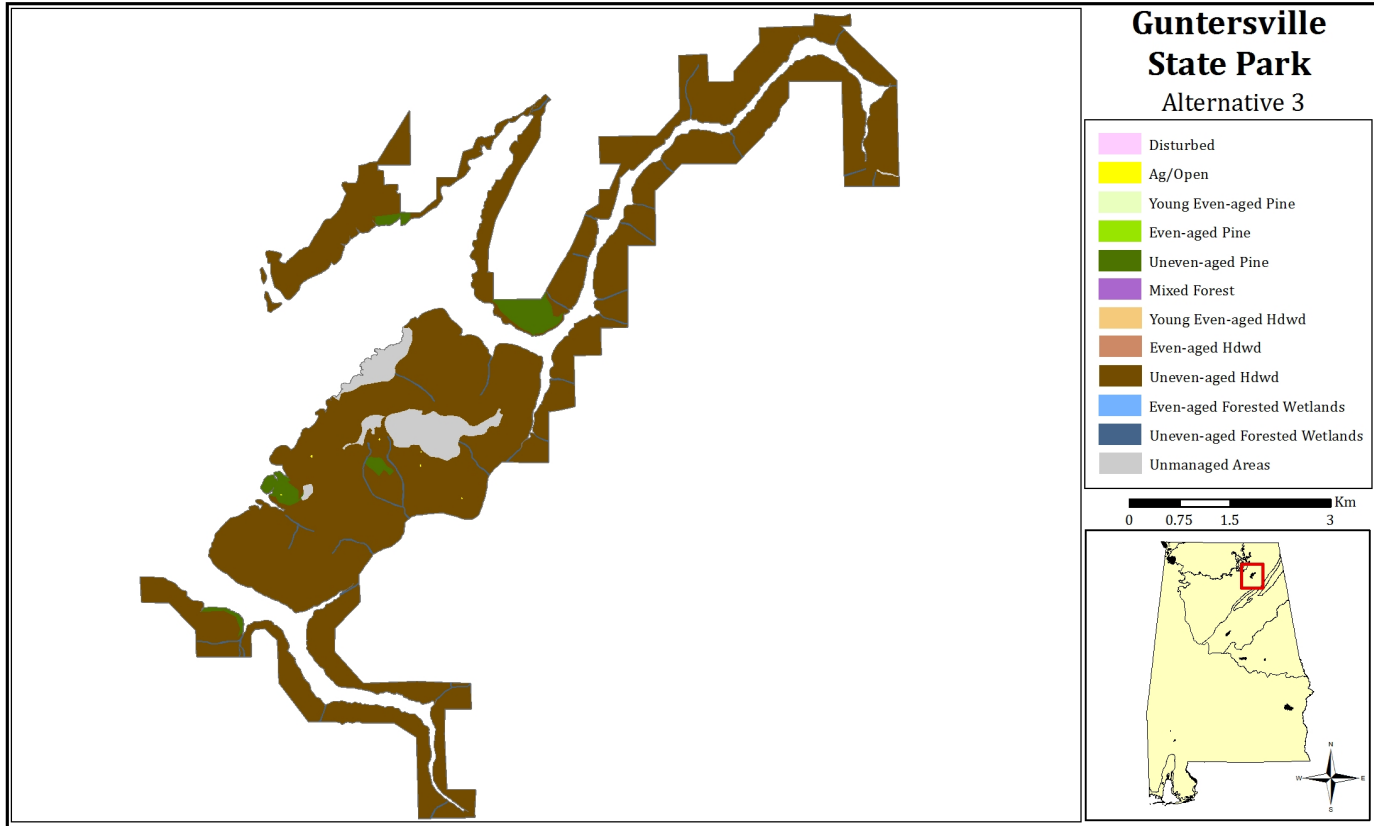 Guntersville
State Park
Alternative 3
Disturbed
Ag/Open
Young Even-aged Pine
Even-aged Pine
Uneven-aged Pine
Mixed Forest
Young Even-aged Hdwd
Even-aged Hdwd
Uneven-aged Hdwd
Even-aged Forested Wetlands
Uneven-aged Forested Wetlands
Unmanaged Areas
Km
0 0.75 1.5 3
N
W E
S